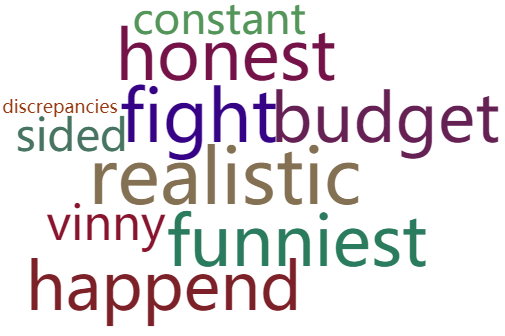 constant
honest
discrepancies
fight budget
sided
realistic
vinny
funniest
happend